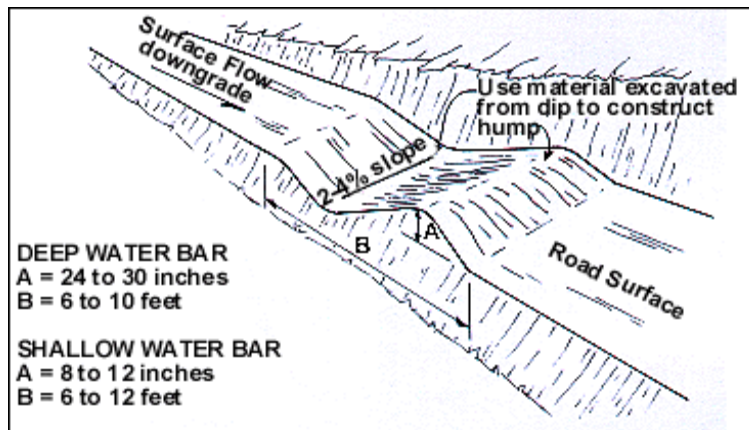 Surface Flow
downgrade
Use material excavated
from dip to construct
hump
2-4% slope
A
B
Road Surface
DEEP WATER BAR
A = 24 to 30 inches
B = 6 to 10 feet
SHALLOW WATER BAR
A = 8 to 12 inches
B = 6 to 12 feet